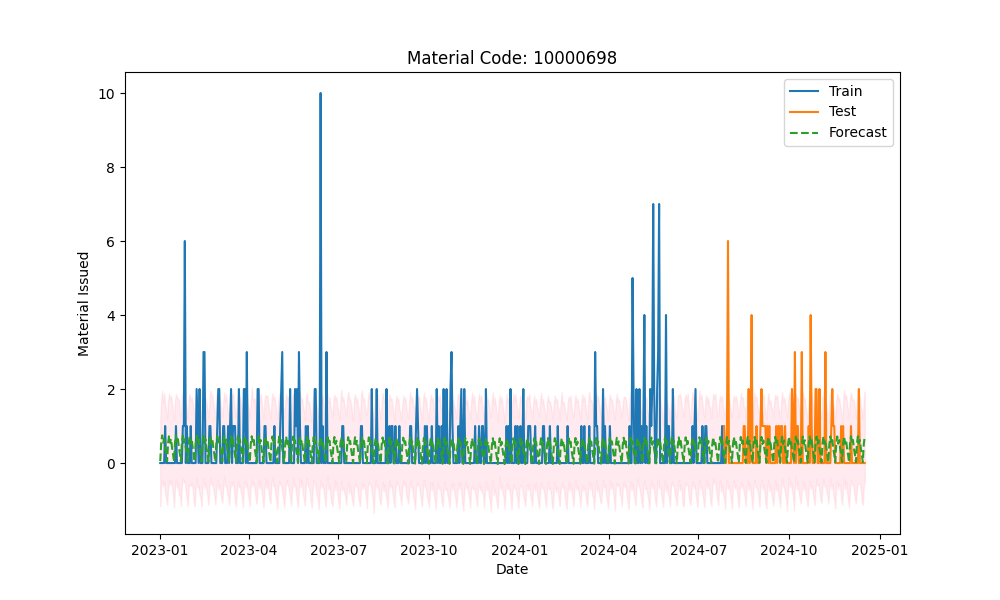 Material Code: 10000698
Train
Test
Forecast
Material Issued
10
8
6
4
2
0
2023-01 2023-04 2023-07 2023-10 2024-01 2024-04 2024-07 2024-10 2025-01
Date